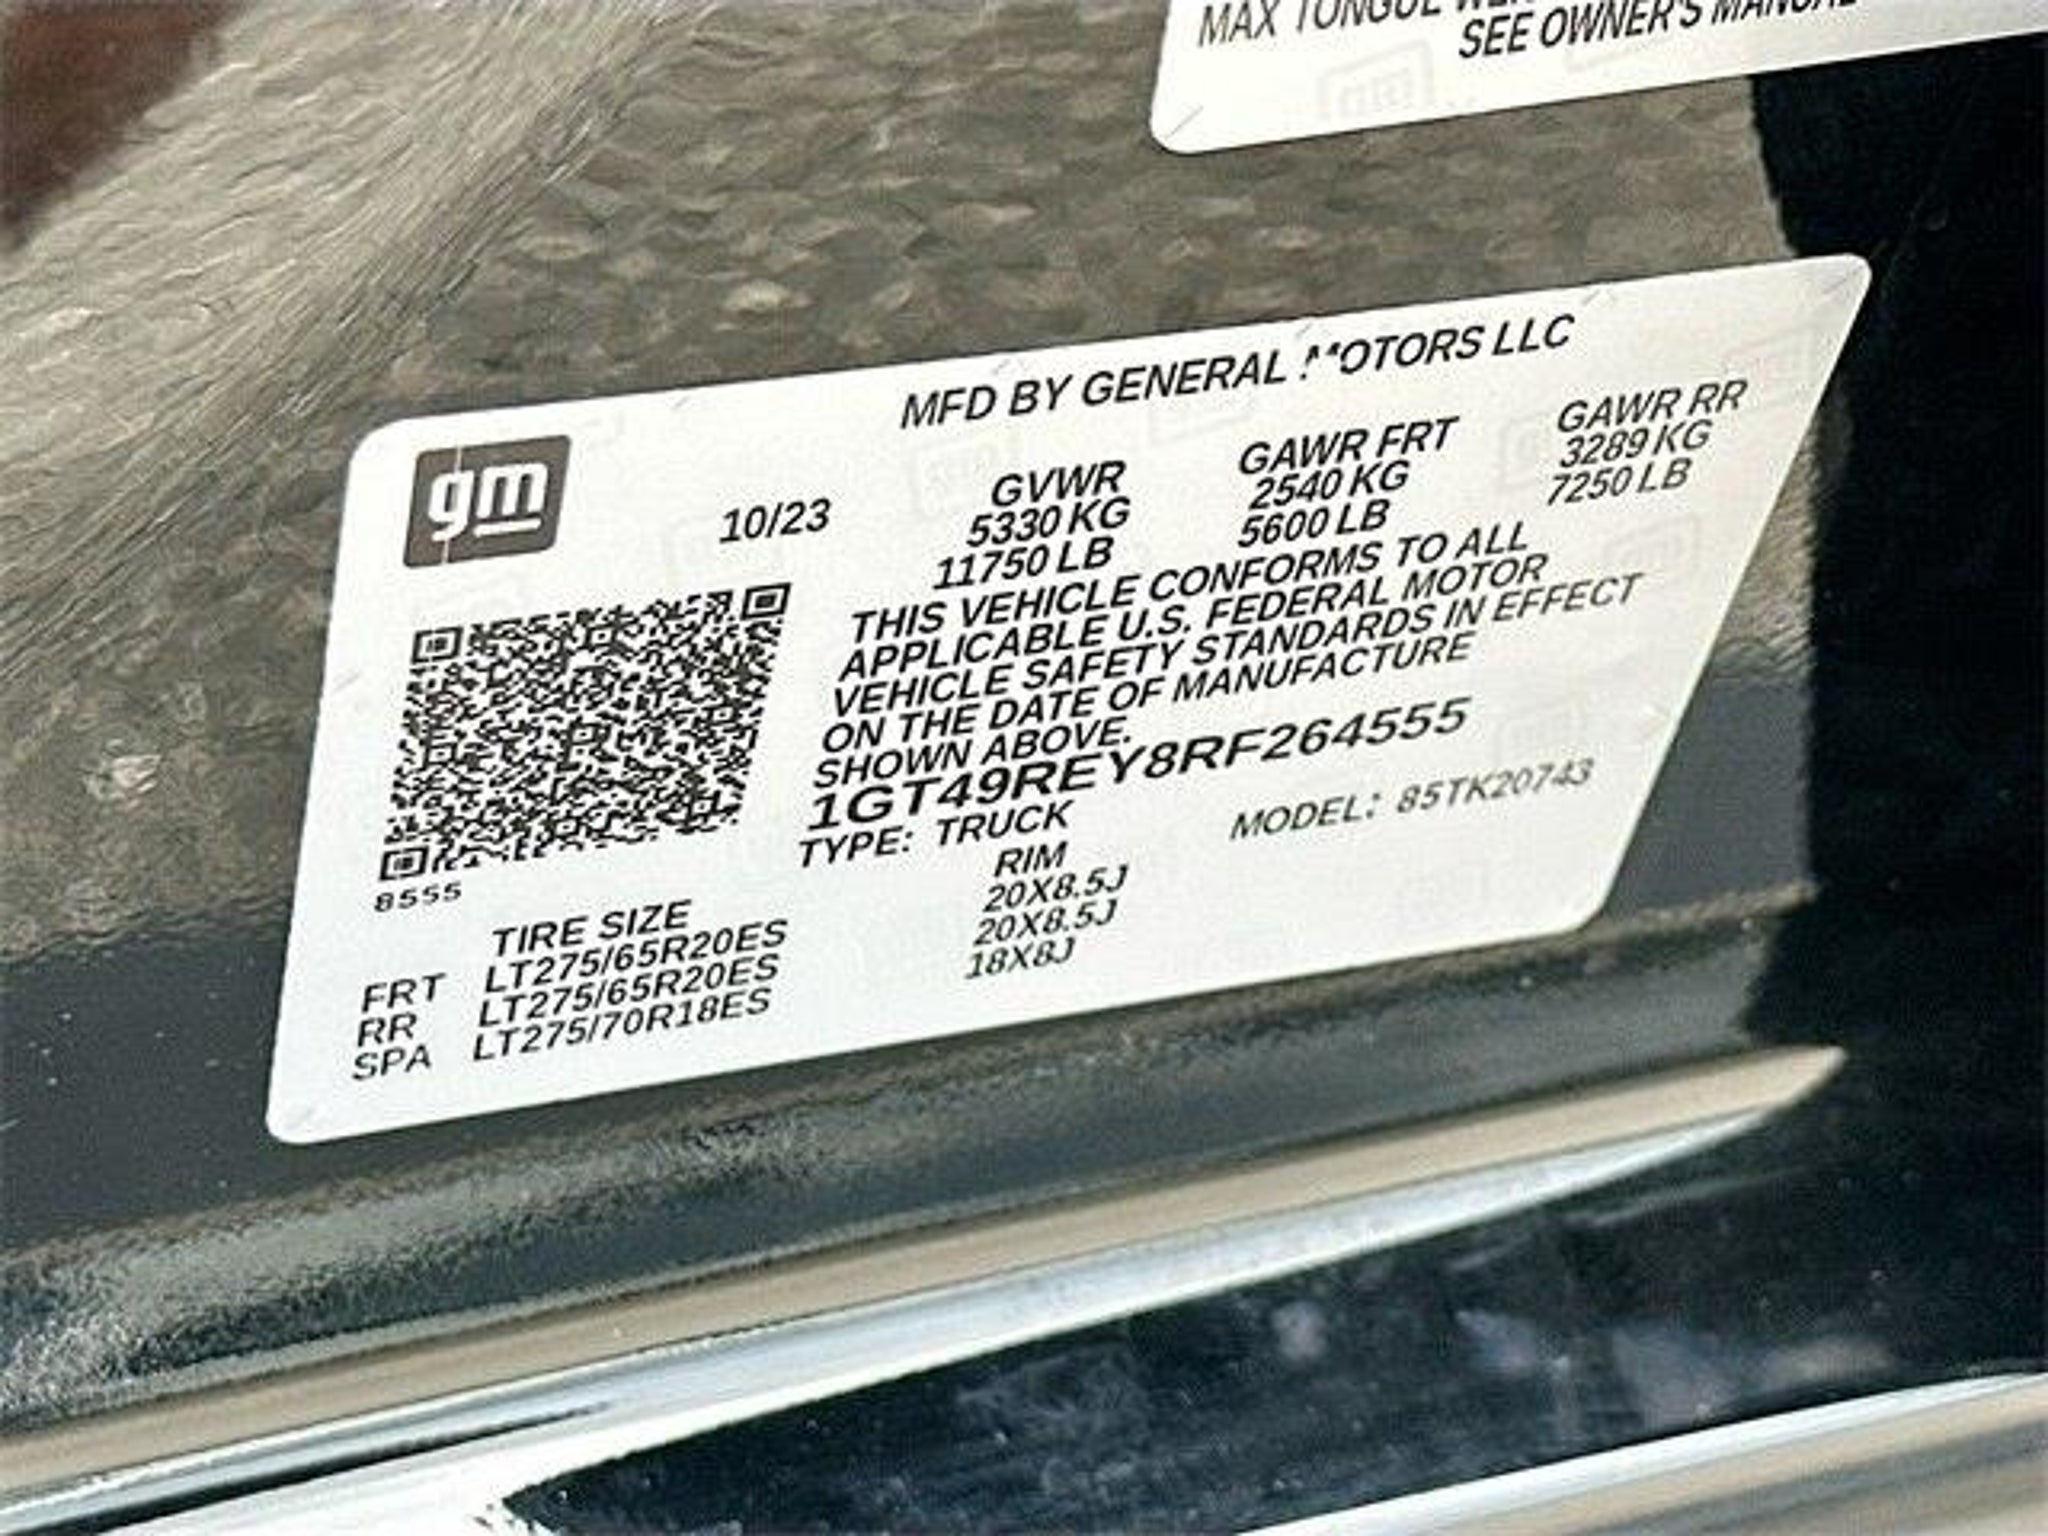 MAX TONGUE
SEE OWNER'S MANUAL
MFD BY GENERAL MOTORS LLC
gm
10/23
GVWR GAWR FRT GAWR RR
5330 KG 2540 KG 3289 KG
11750 LB 5600 LB 7250 LB
THIS VEHICLE CONFORMS TO ALL
APPLICABLE U.S. FEDERAL MOTOR
VEHICLE SAFETY STANDARDS IN EFFECT
ON THE DATE OF MANUFACTURE
SHOWN ABOVE.
1GT49REY8RF264555
TYPE: TRUCK MODEL: 85TK20743
8555
TIRE SIZE RIM
FRT LT275/65R20ES 20X8.5J
RR LT275/65R20ES 20X8.5J
SPA LT275/70R18ES 18X8J